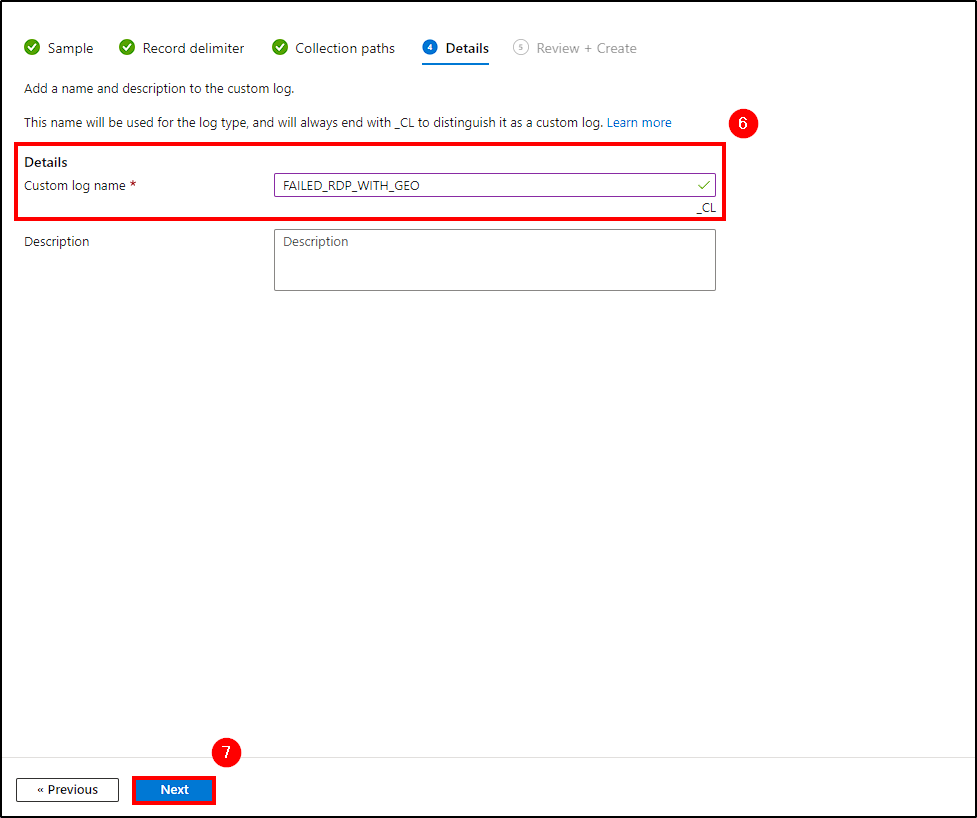 Sample Record delimiter Collection paths 4 Details 5 Review + Create
Add a name and description to the custom log.
This name will be used for the log type, and will always end with _CL to distinguish it as a custom log. Learn more
6
Details
Custom log name * FAILED_RDP_WITH_GEO
_CL
Description Description
7
« Previous Next